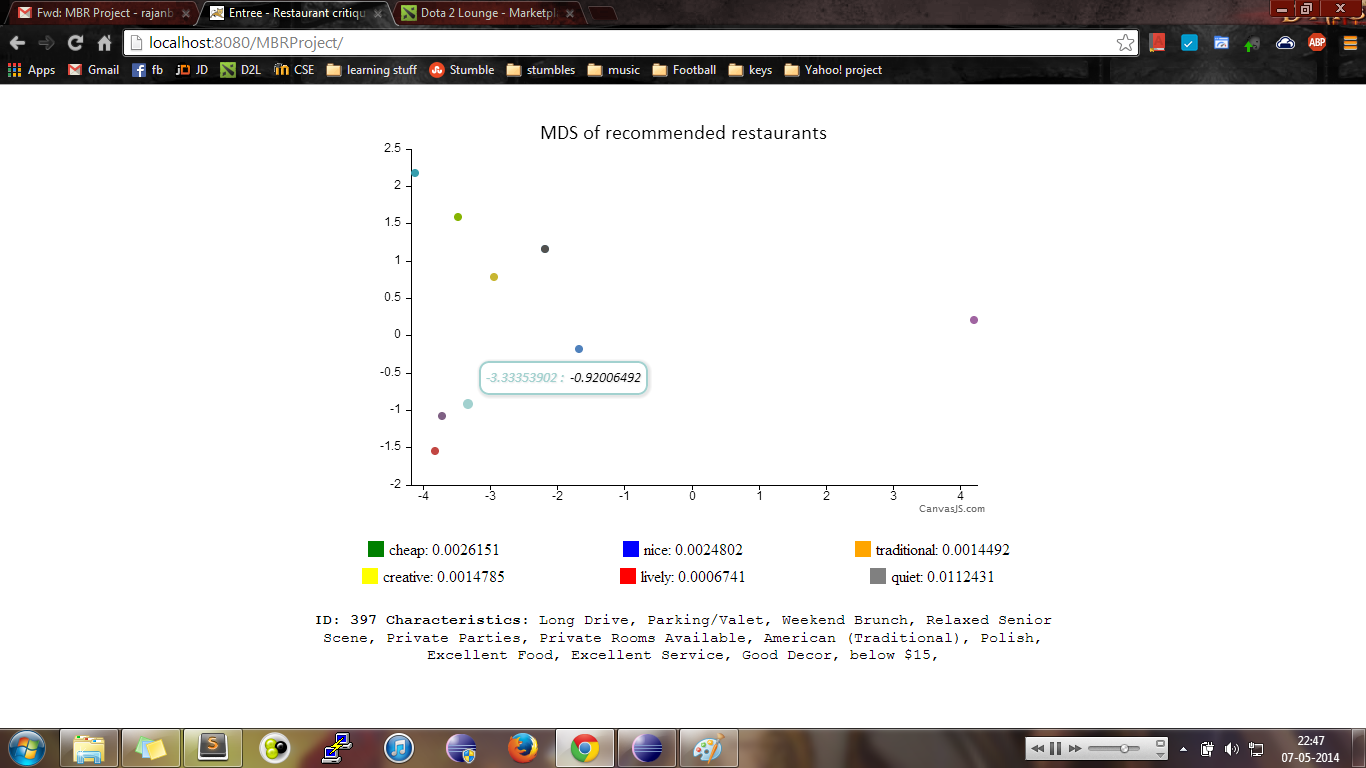 Fwd: MBR Project - rajanb
Entree - Restaurant critiqu
Dota 2 Lounge - Marketpl
localhost:8080/MBRProject/
Apps Gmail fb JD D2L CSE learning stuff Stumble stumbles music Football keys Yahoo! project
MDS of recommended restaurants
2.5
2
1.5
1
0.5
0
-0.5
-3.33353902 : -0.92006492
-1
-1.5
-2
-4 -3 -2 -1 0 1 2 3 4
CanvasJS.com
cheap: 0.0026151 nice: 0.0024802 traditional: 0.0014492
creative: 0.0014785 lively: 0.0006741 quiet: 0.0112431
ID: 397 Characteristics: Long Drive, Parking/Valet, Weekend Brunch, Relaxed Senior
Scene, Private Parties, Private Rooms Available, American (Traditional), Polish,
Excellent Food, Excellent Service, Good Decor, below $15,
22:47
07-05-2014